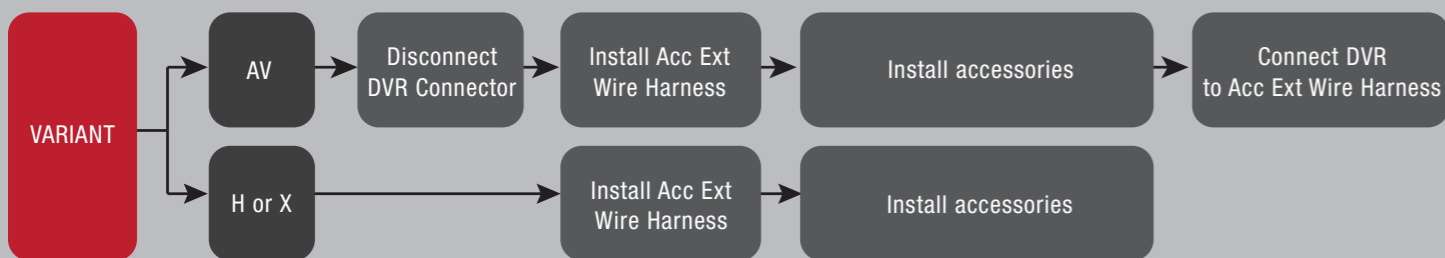 VARIANT
AV
Disconnect
DVR Connector
Install Acc Ext
Wire Harness
Install accessories
Connect DVR
to Acc Ext Wire Harness
H or X
Install Acc Ext
Wire Harness
Install accessories